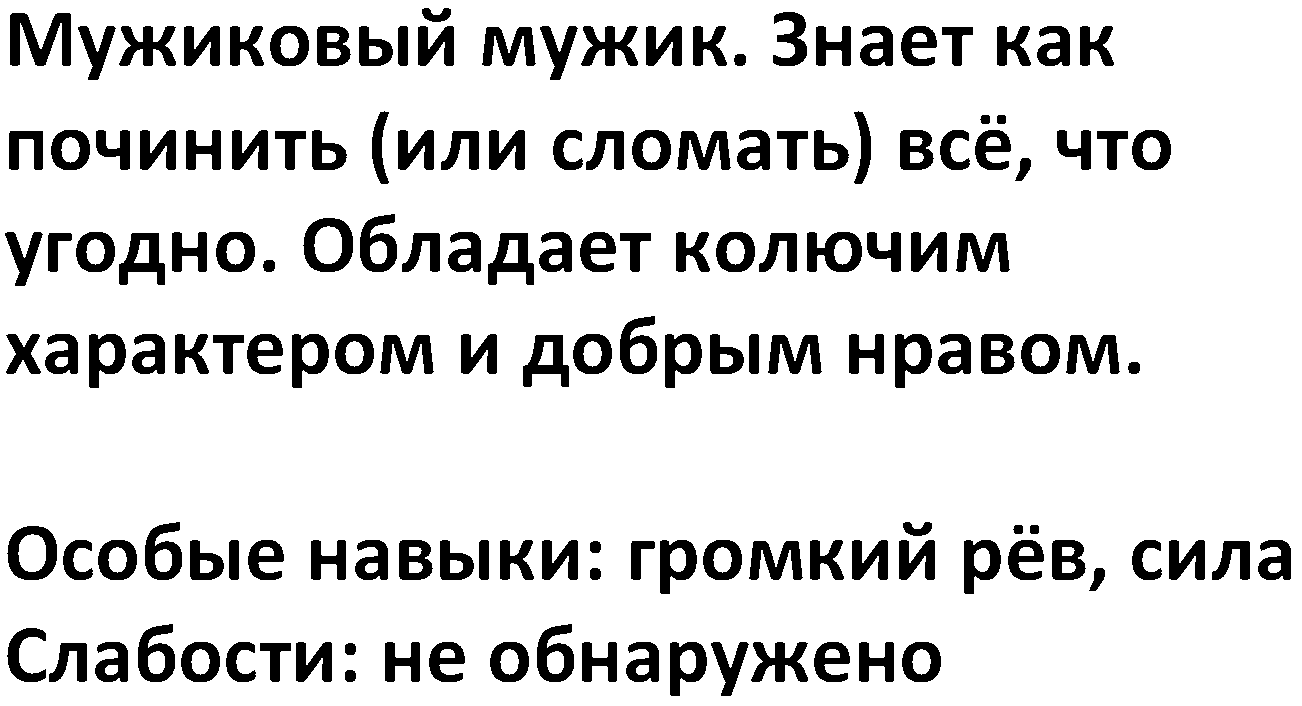 Мужиковый мужик. Знает как
починить (или сломать) всё, что
угодно. Обладает колючим
характером и добрым нравом.
Особые навыки: громкий рёв, сила
Слабости: не обнаружено